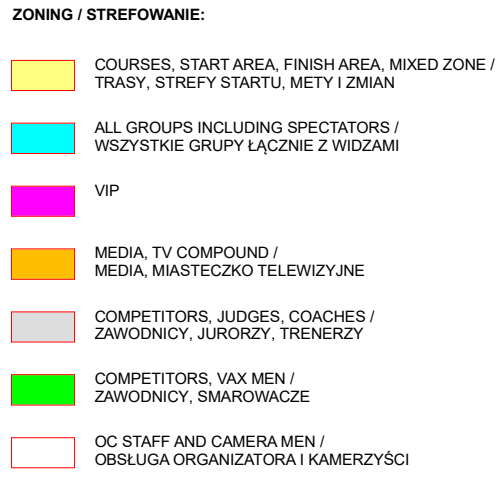 ZONING / STREFOWANIE:
COURSES, START AREA, FINISH AREA, MIXED ZONE /
TRASY, STREFY STARTU, METY I ZMIAN
ALL GROUPS INCLUDING SPECTATORS /
WSZYSTKIE GRUPY ŁĄCZNIE Z WIDZAMI
VIP
MEDIA, TV COMPOUND /
MEDIA, MIASTECZKO TELEWIZYJNE
COMPETITORS, JUDGES, COACHES /
ZAWODNICY, JURORZY, TRENERZY
COMPETITORS, VAX MEN /
ZAWODNICY, SMAROWACZE
OC STAFF AND CAMERA MEN /
OBSŁUGA ORGANIZATORA I KAMERZYŚCI